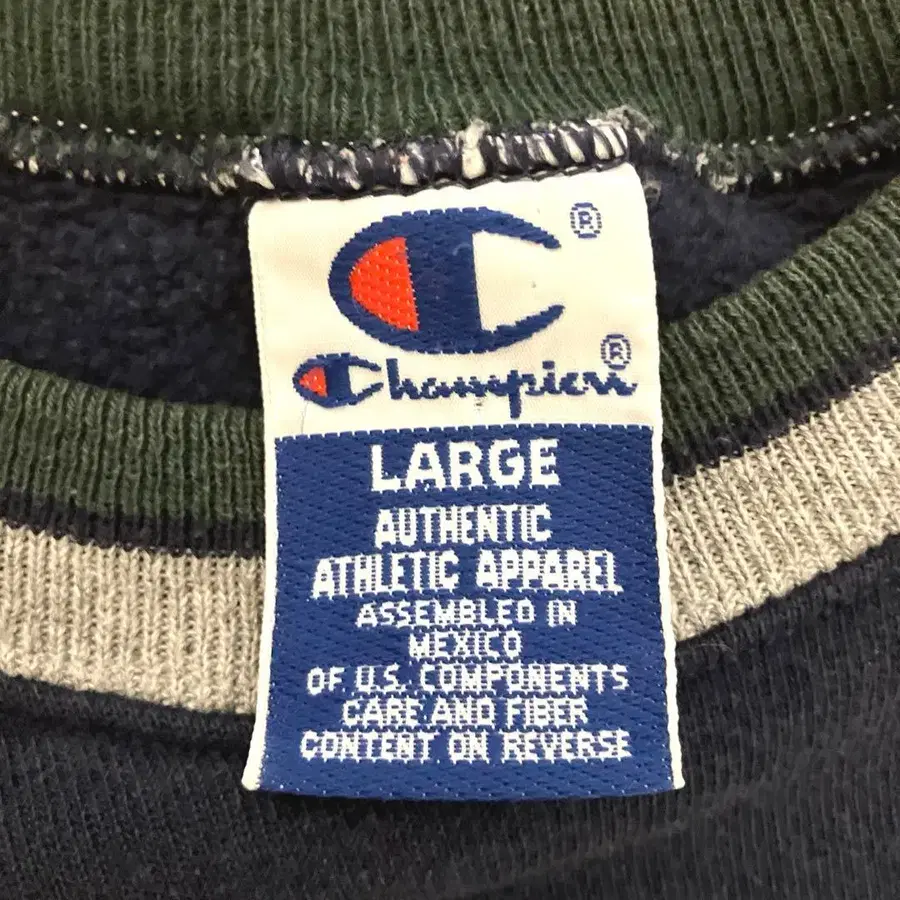 ®
Champion®
LARGE
AUTHENTIC
ATHLETIC APPAREL
ASSEMBLED IN
MEXICO
OF U.S. COMPONENTS
CARE AND FIBER
CONTENT ON REVERSE